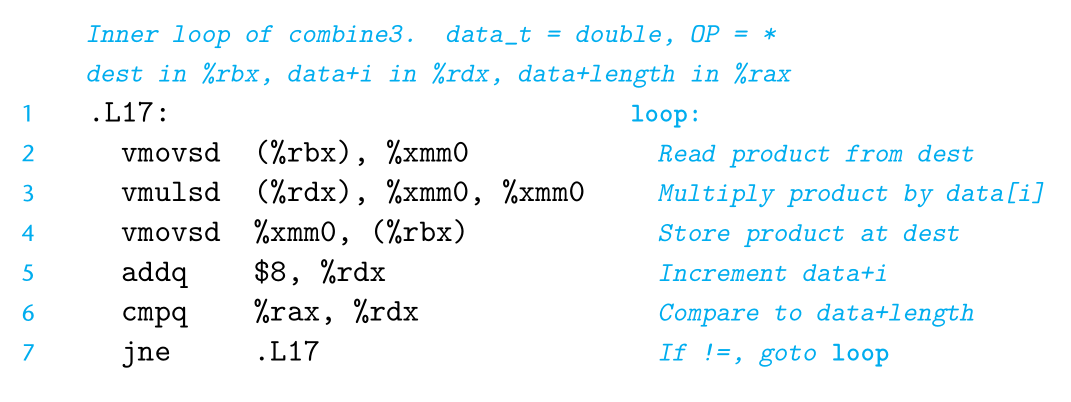 Inner loop of combine3. data_t = double, OP = *
dest in %rbx, data+i in %rdx, data+length in %rax
1 .L17: loop:
2 vmovsd (%rbx), %xmm0 Read product from dest
3 vmulsd (%rdx), %xmm0, %xmm0 Multiply product by data[i]
4 vmovsd %xmm0, (%rbx) Store product at dest
5 addq $8, %rdx Increment data+i
6 cmpq %rax, %rdx Compare to data+length
7 jne .L17 If !=, goto loop